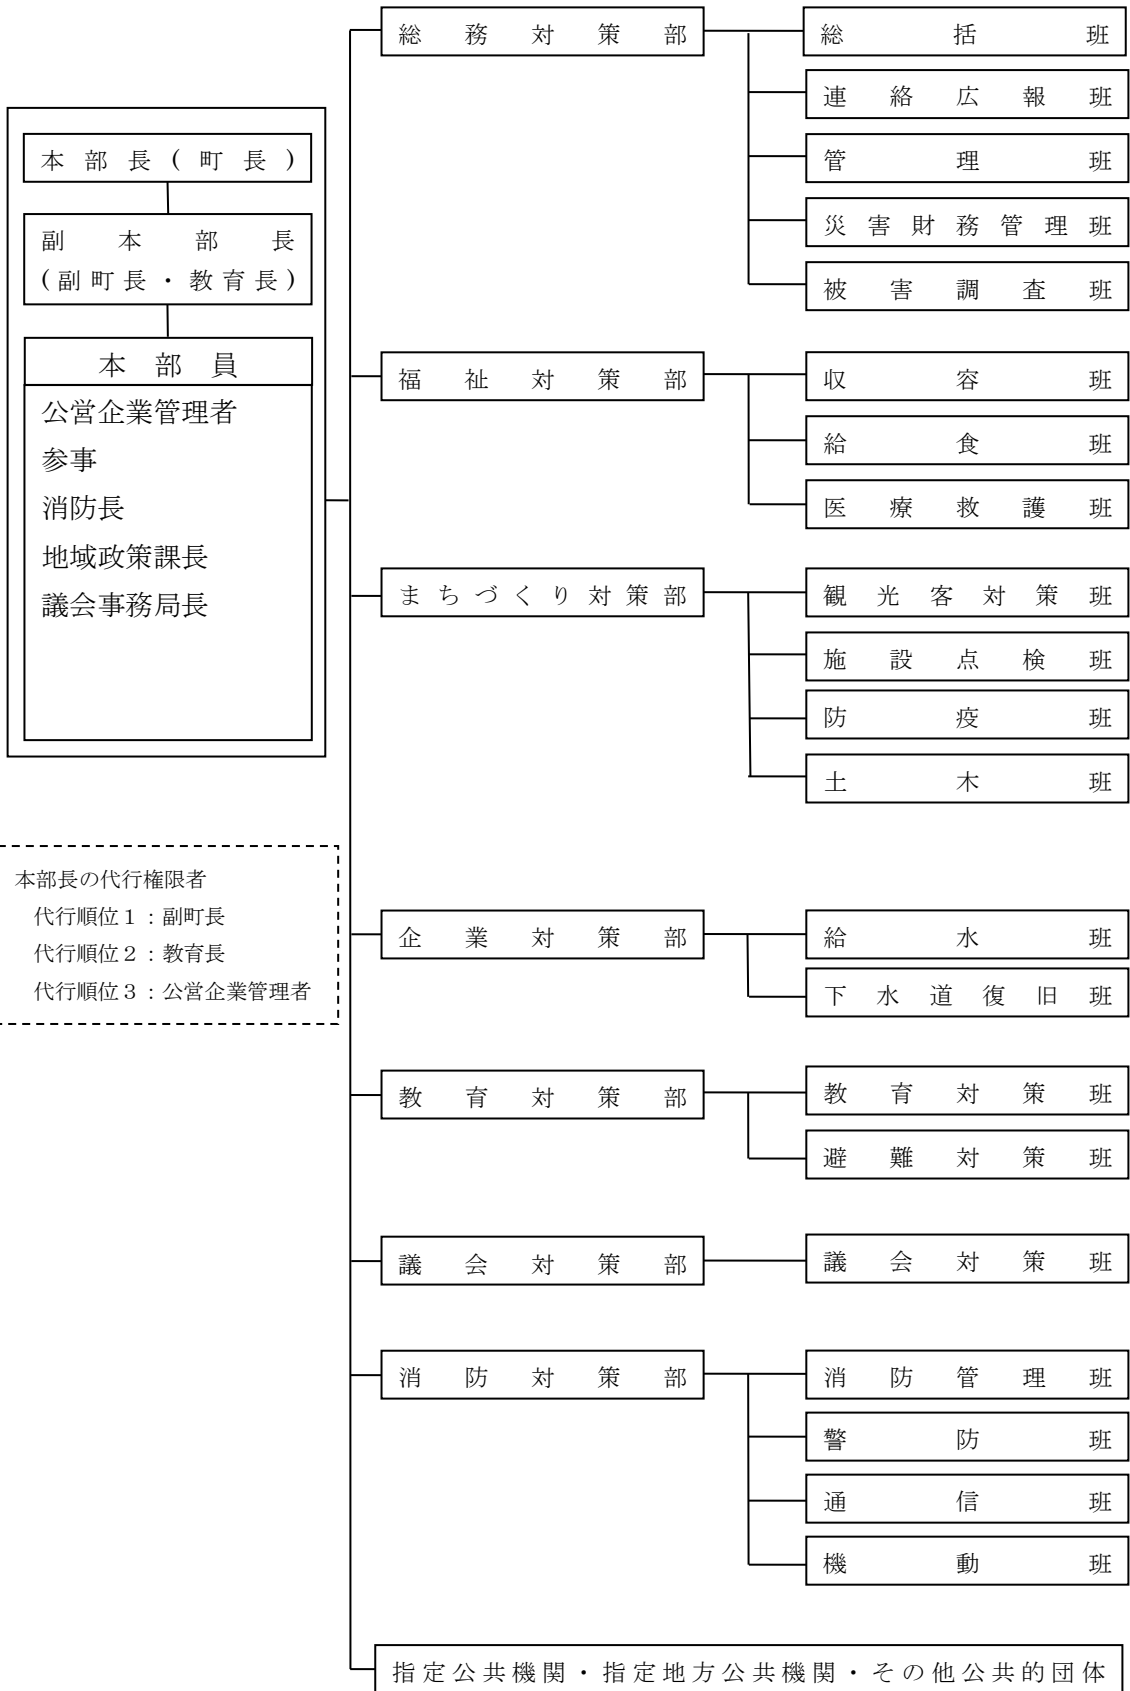 本部長(町長)
副本部長
(副町長・教育長)
本部員
公営企業管理者
参事
消防長
地域政策課長
議会事務局長
本部長の代行権限者
代行順位1:副町長
代行順位2:教育長
代行順位3:公営企業管理者
総務対策部
総括班
連絡広報班
管理班
災害財務管理班
被害調査班
福祉対策部
収容班
給食班
医療救護班
まちづくり対策部
観光客対策班
施設点検班
防疫班
土木班
企業対策部
給水班
下水道復旧班
教育対策部
教育対策班
避難対策班
議会対策部
議会対策班
消防対策部
消防管理班
警防班
通信班
機動班
指定公共機関・指定地方公共機関・その他公共的団体